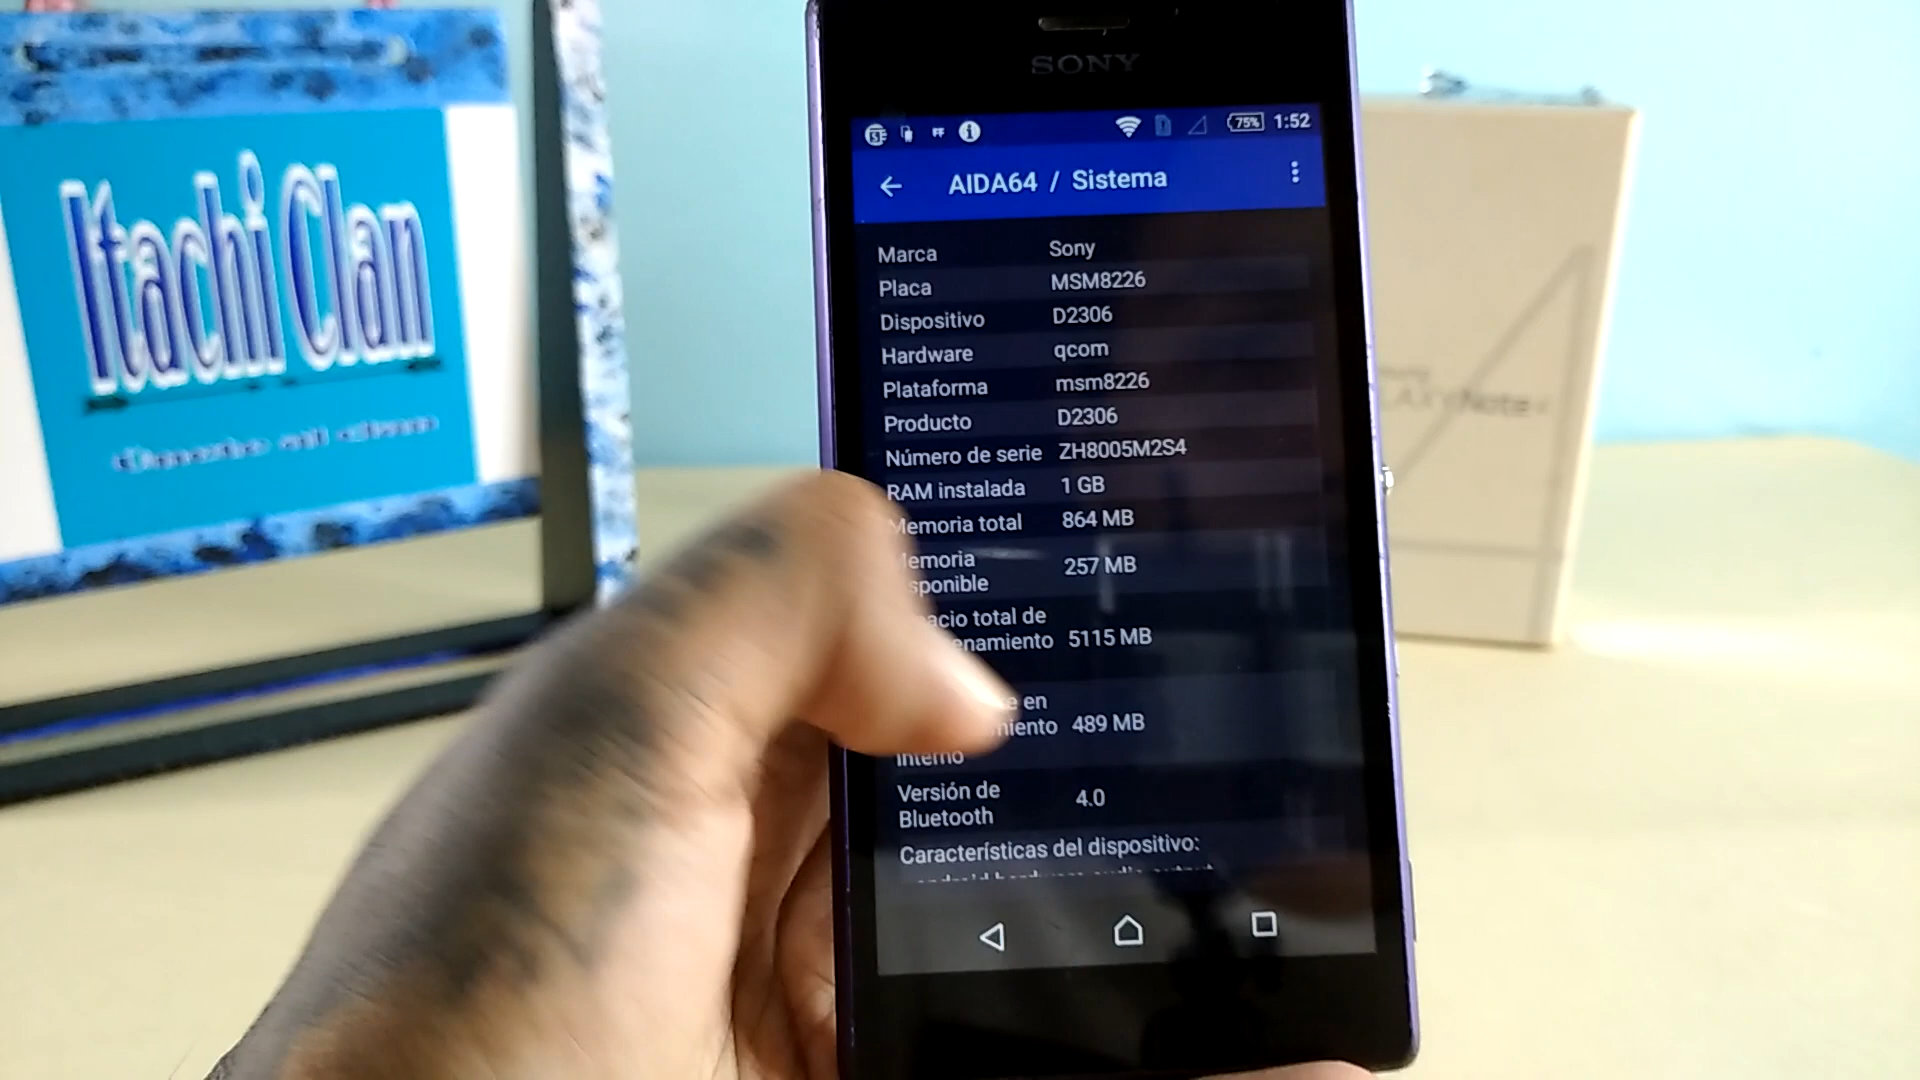 Itachi Clan
SONY
75% 1:52
AIDA64 / Sistema
Marca Sony
Placa MSM8226
Dispositivo D2306
Hardware qcom
Plataforma msm8226
Producto D2306
Número de serie ZH8005M2S4
RAM instalada 1 GB
Memoria total 864 MB
emoria
sponible 257 MB
acio total de
enamiento 5115 MB
e en
miento 489 MB
interno
Versión de
Bluetooth 4.0
Características del dispositivo:
Note